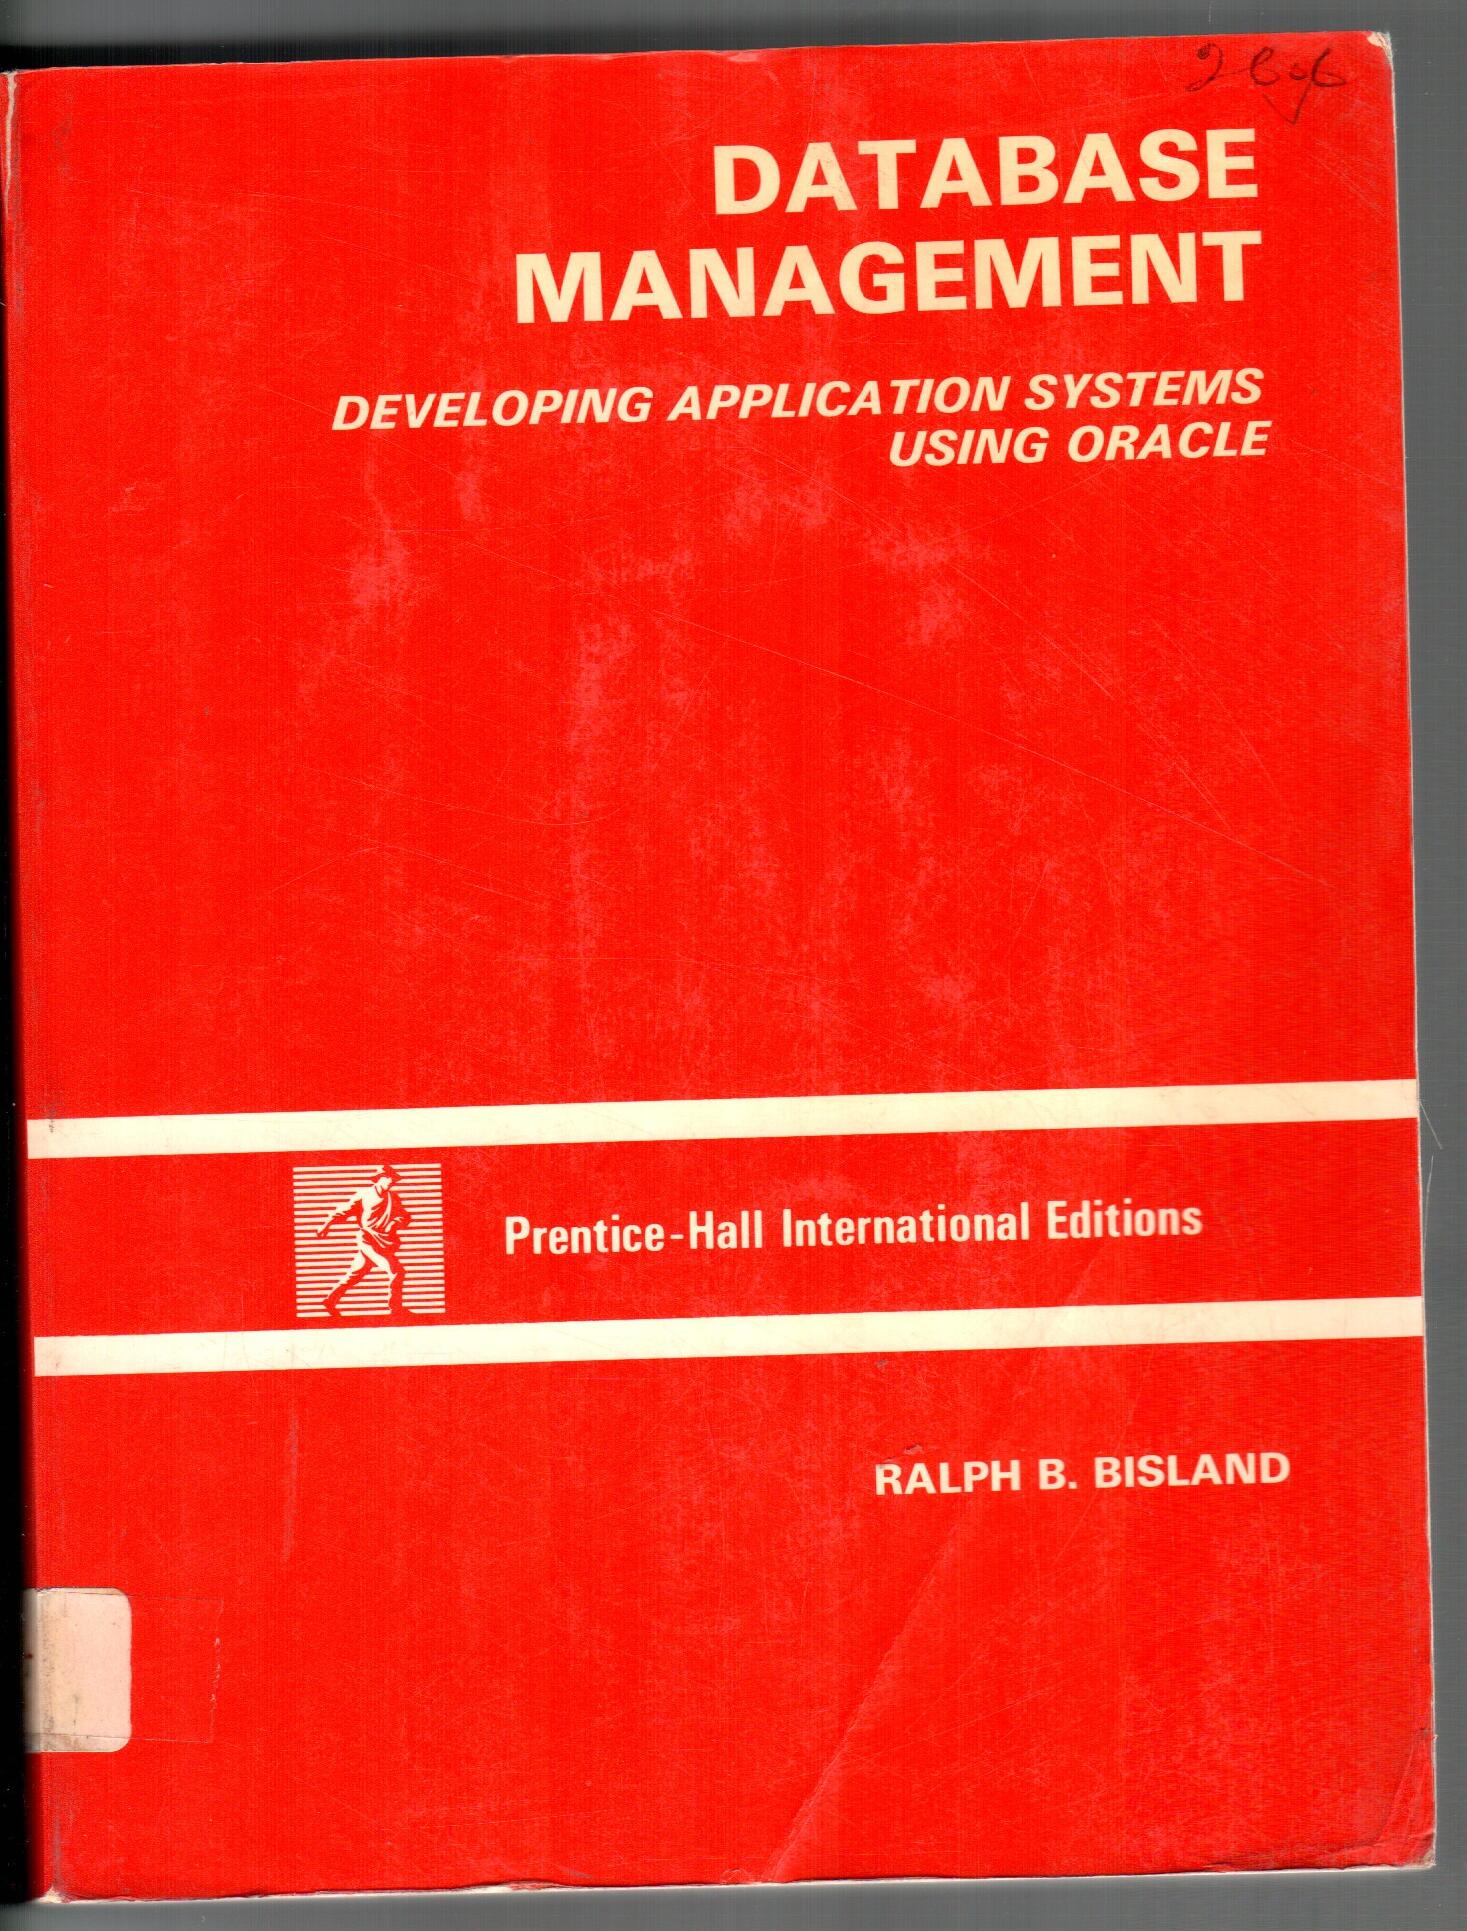 DATABASE
MANAGEMENT
DEVELOPING APPLICATION SYSTEMS
USING ORACLE
Prentice-Hall International Editions
RALPH B. BISLAND